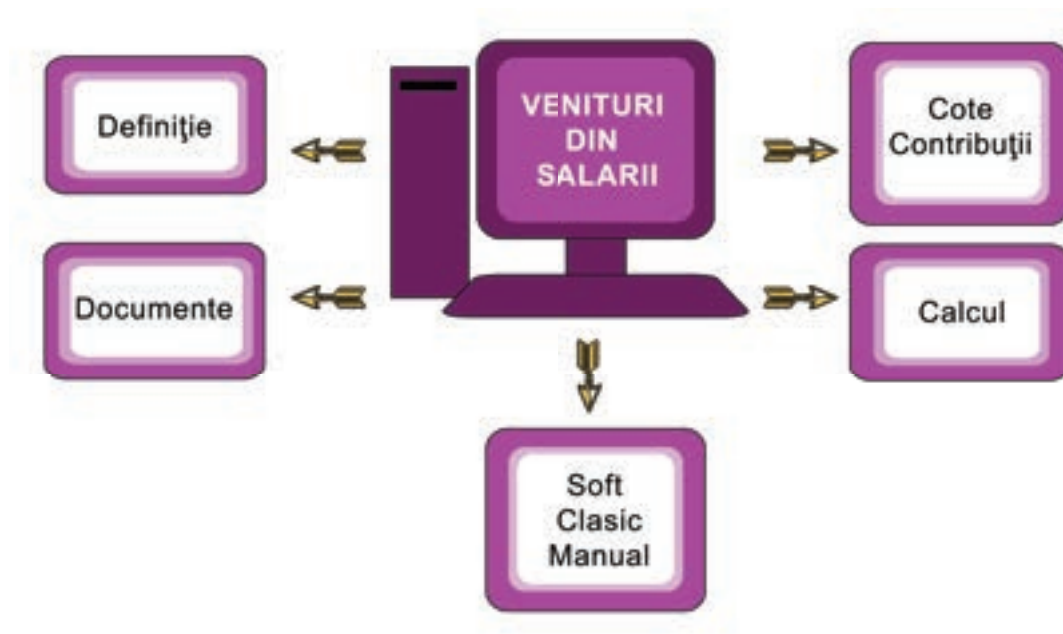 VENITURI
DIN
SALARII
Definiţie
Cote
Contribuţii
Documente
Calcul
Soft
Clasic
Manual